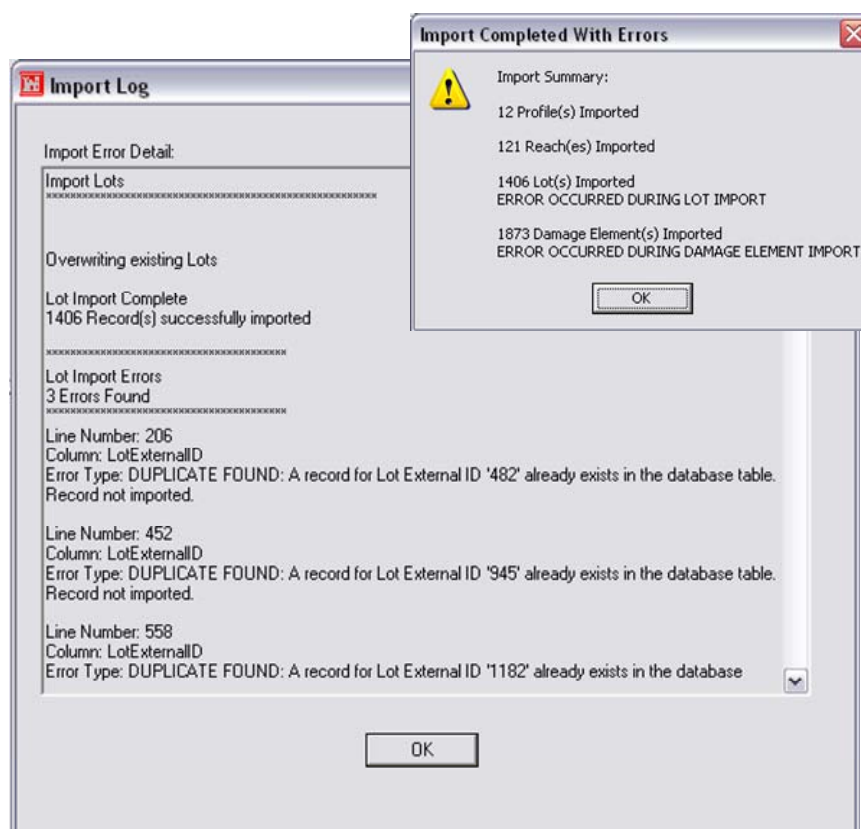 Import Completed With Errors
Import Summary:
12 Profile(s) Imported
121 Reach(es) Imported
1406 Lot(s) Imported
ERROR OCCURRED DURING LOT IMPORT
1873 Damage Element(s) Imported
ERROR OCCURRED DURING DAMAGE ELEMENT IMPORT
OK
Import Log
Import Error Detail:
Import Lots
Overwriting existing Lots
Lot Import Complete
1406 Record(s) successfully imported
Lot Import Errors
3 Errors Found
Line Number: 206
Column: LotExternalID
Error Type: DUPLICATE FOUND: A record for Lot External ID '482' already exists in the database table.
Record not imported.
Line Number: 452
Column: LotExternalID
Error Type: DUPLICATE FOUND: A record for Lot External ID '945' already exists in the database table.
Record not imported.
Line Number: 558
Column: LotExternalID
Error Type: DUPLICATE FOUND: A record for Lot External ID '1182' already exists in the database
OK